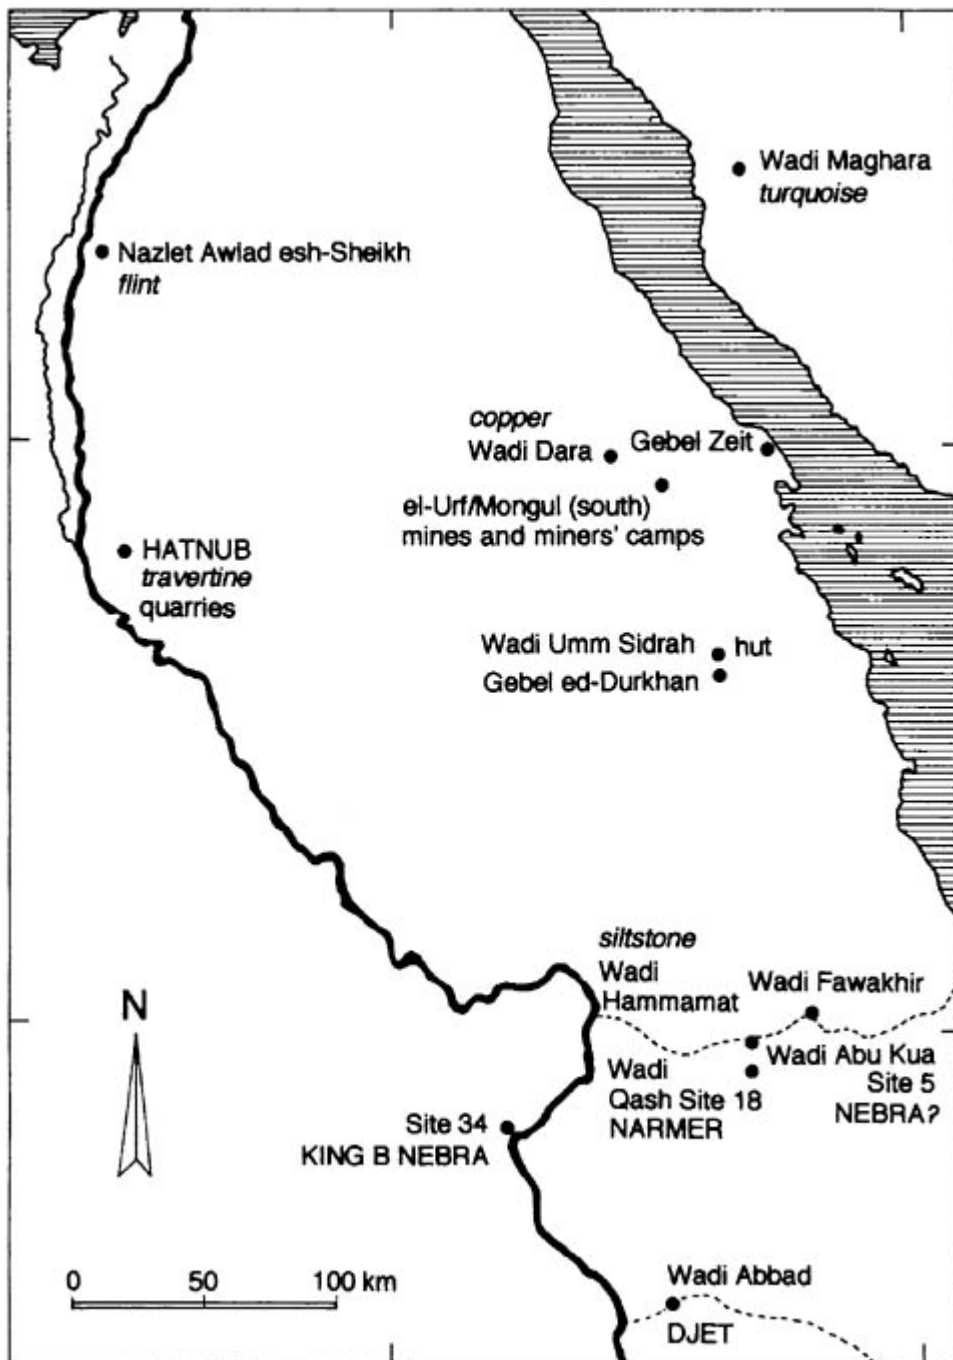 Wadi Maghara
turquoise
Nazlet Awlad esh-Sheikh
flint
copper
Wadi Dara
Gebel Zeit
el-Urf/Mongul (south)
mines and miners' camps
HATNUB
travertine
quarries
Wadi Umm Sidrah
hut
Gebel ed-Durkhan
siltstone
Wadi
Hammamat
Wadi Fawakhir
Wadi Abu Kua
Site 5
NEBRA?
Wadi
Qash Site 18
NARMER
Site 34
KING B NEBRA
N
0 50 100 km
Wadi Abbad
DJET